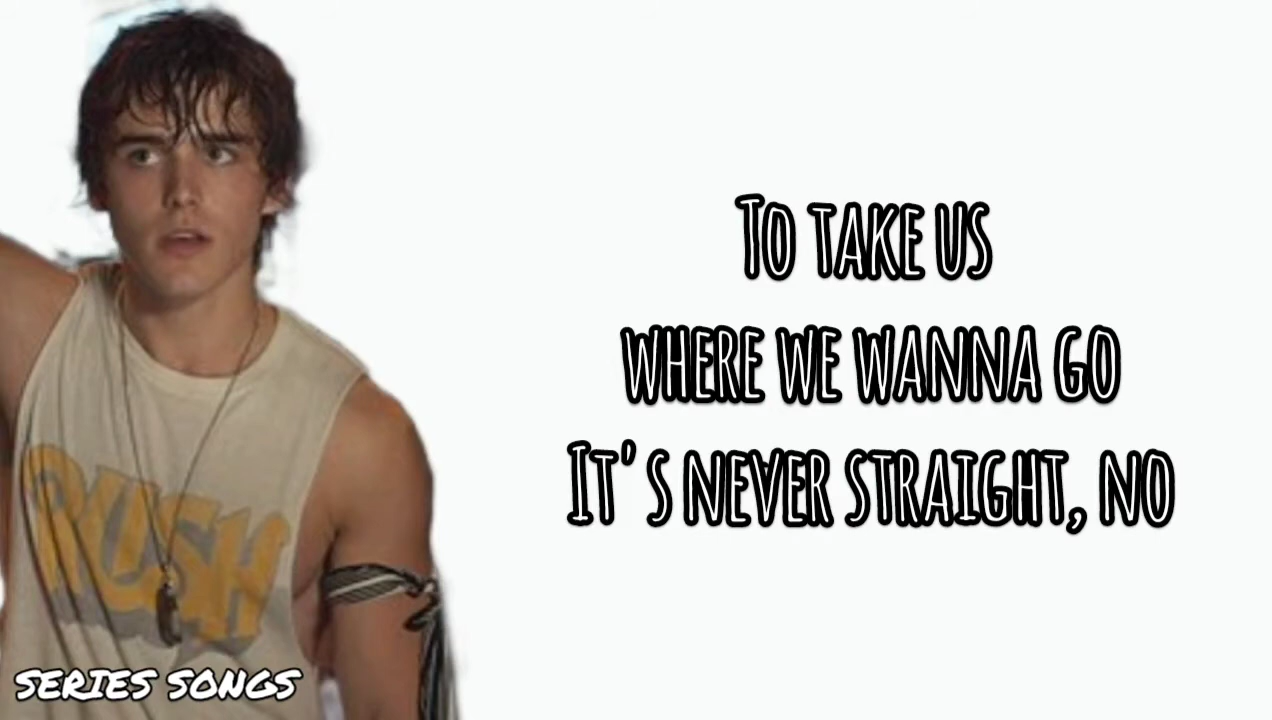 To take us
where we wanna go
It's never straight, no
RUSH
SERIES SONGS